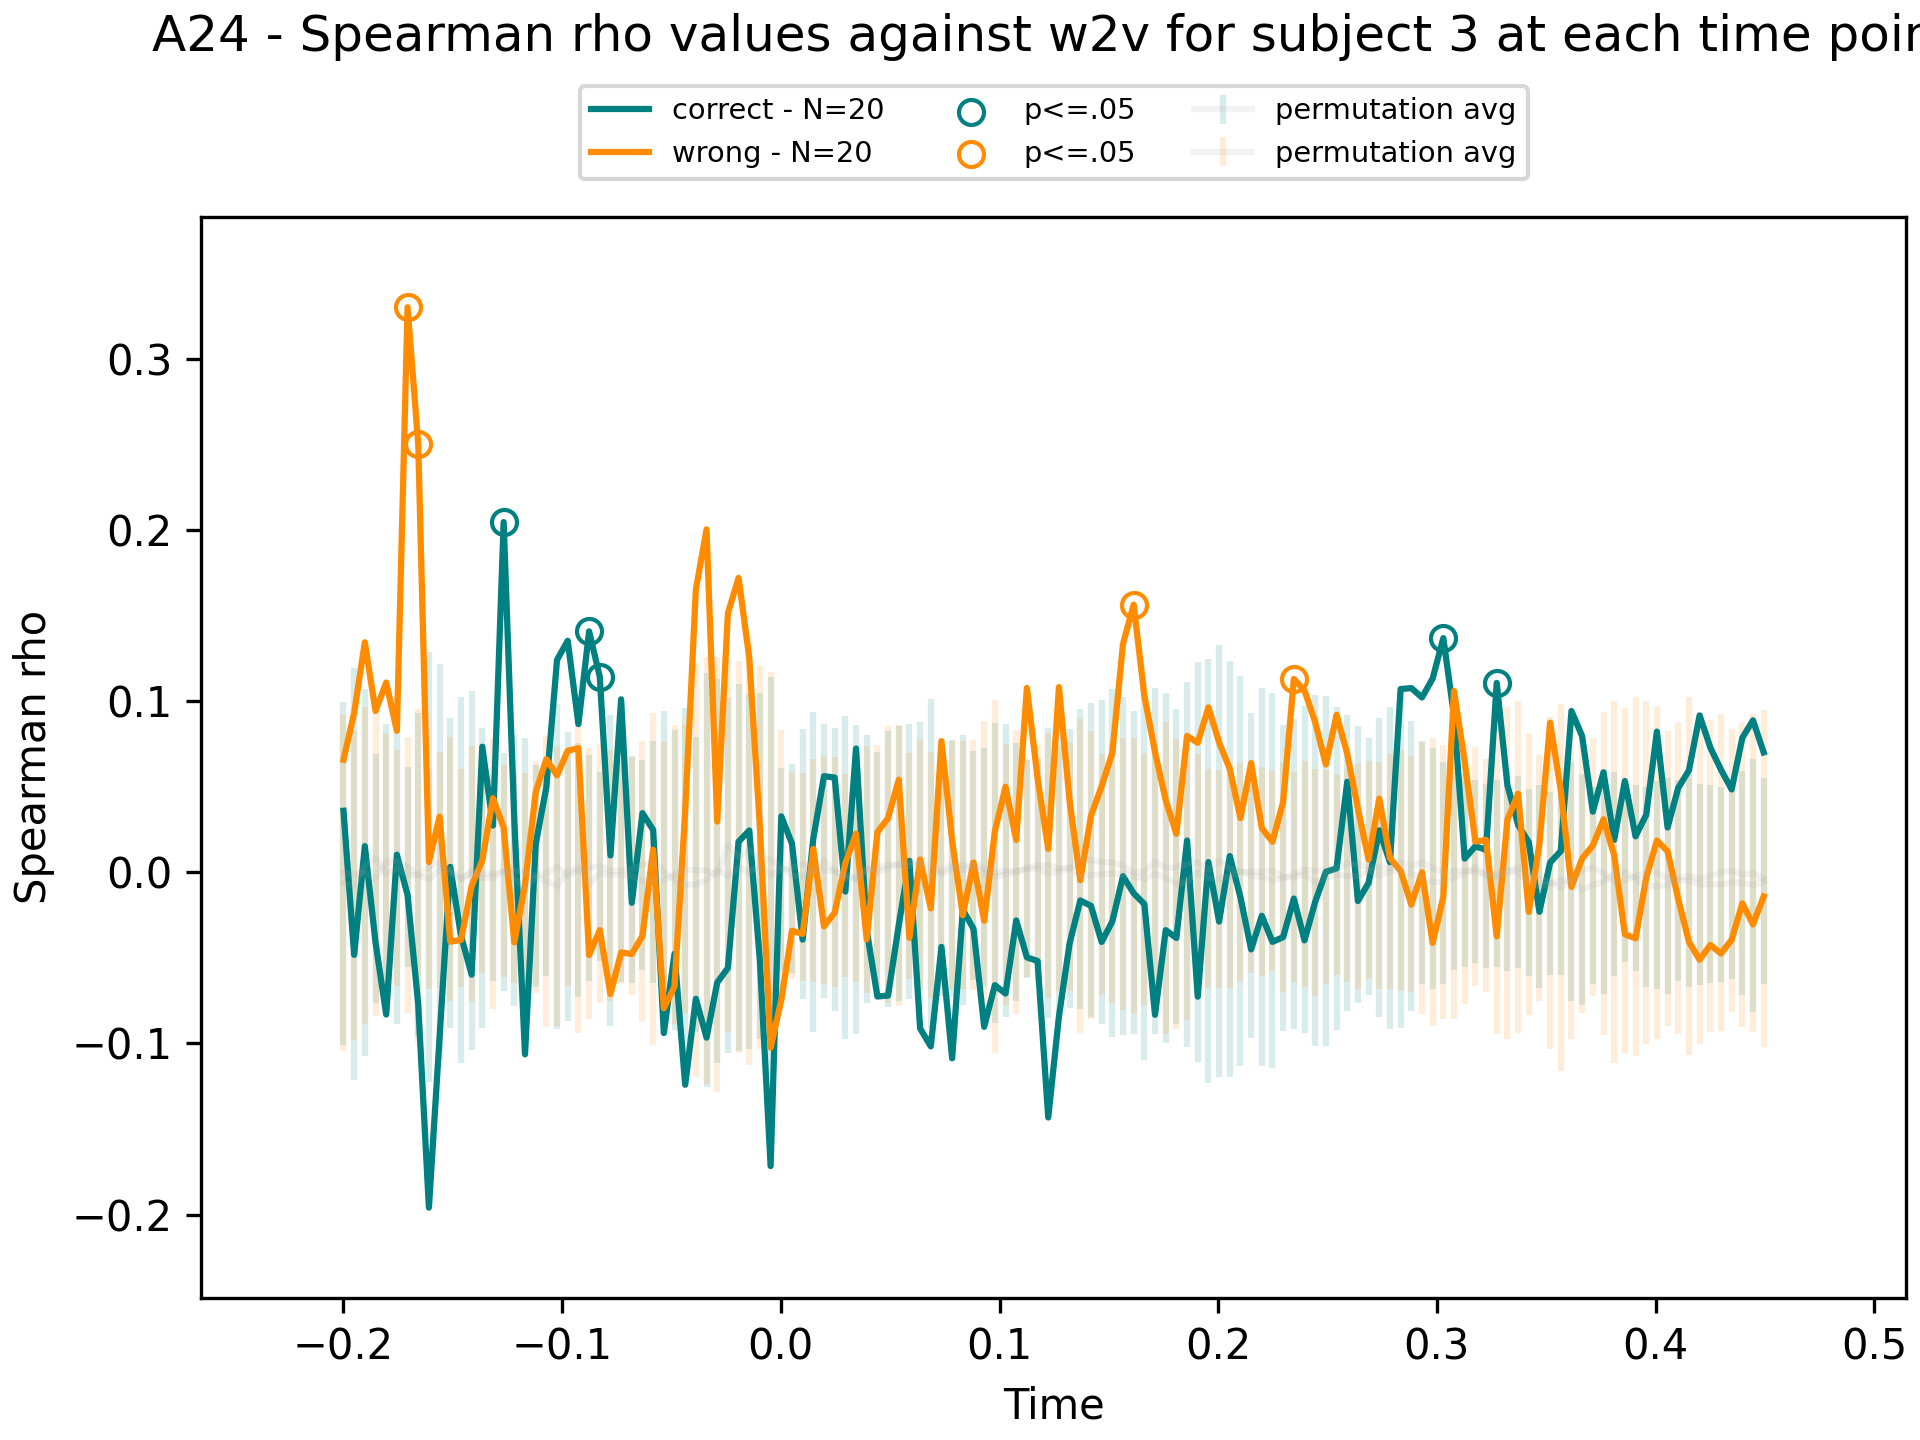 A24 - Spearman rho values against w2v for subject 3 at each time poin
correct - N=20 p<=.05 permutation avg
wrong - N=20 p<=.05 permutation avg
Spearman rho
0.3
0.2
0.1
0.0
−0.1
−0.2
−0.2 −0.1 0.0 0.1 0.2 0.3 0.4 0.5
Time